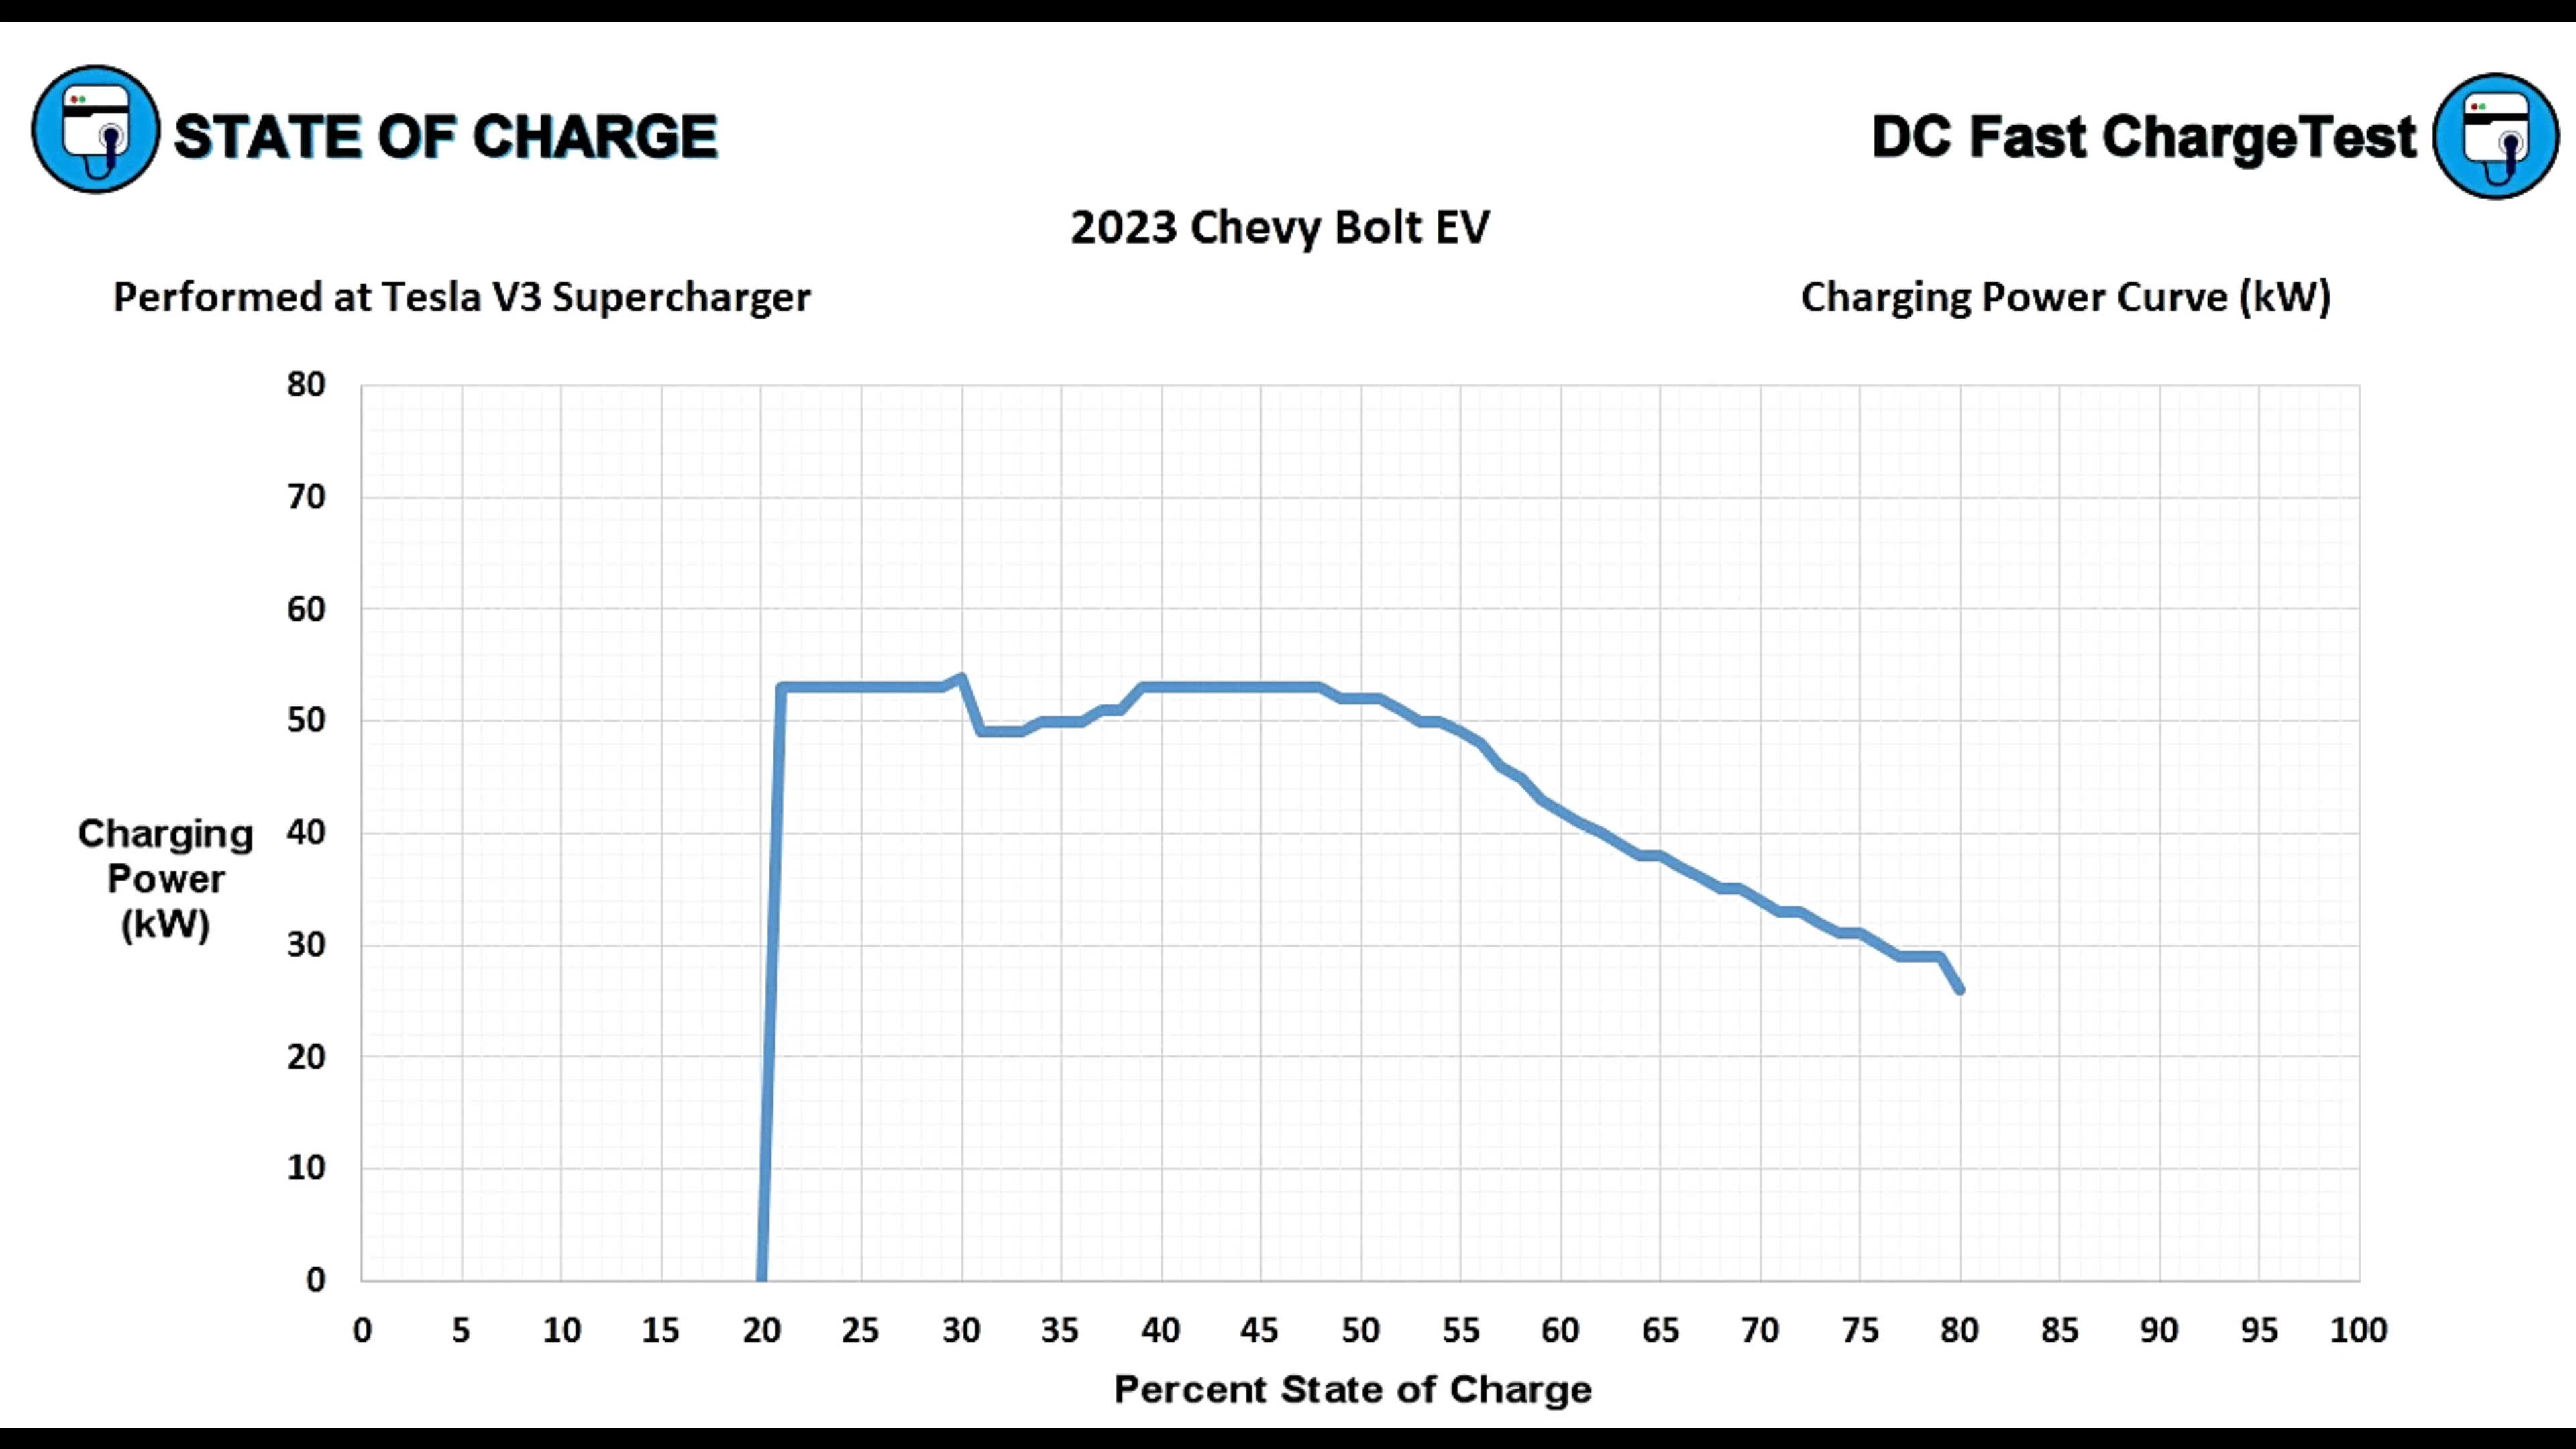 STATE OF CHARGE
DC Fast ChargeTest
2023 Chevy Bolt EV
Performed at Tesla V3 Supercharger
Charging Power Curve (kW)
80
70
60
50
40
30
20
10
0
Charging
Power
(kW)
0 5 10 15 20 25 30 35 40 45 50 55 60 65 70 75 80 85 90 95 100
Percent State of Charge